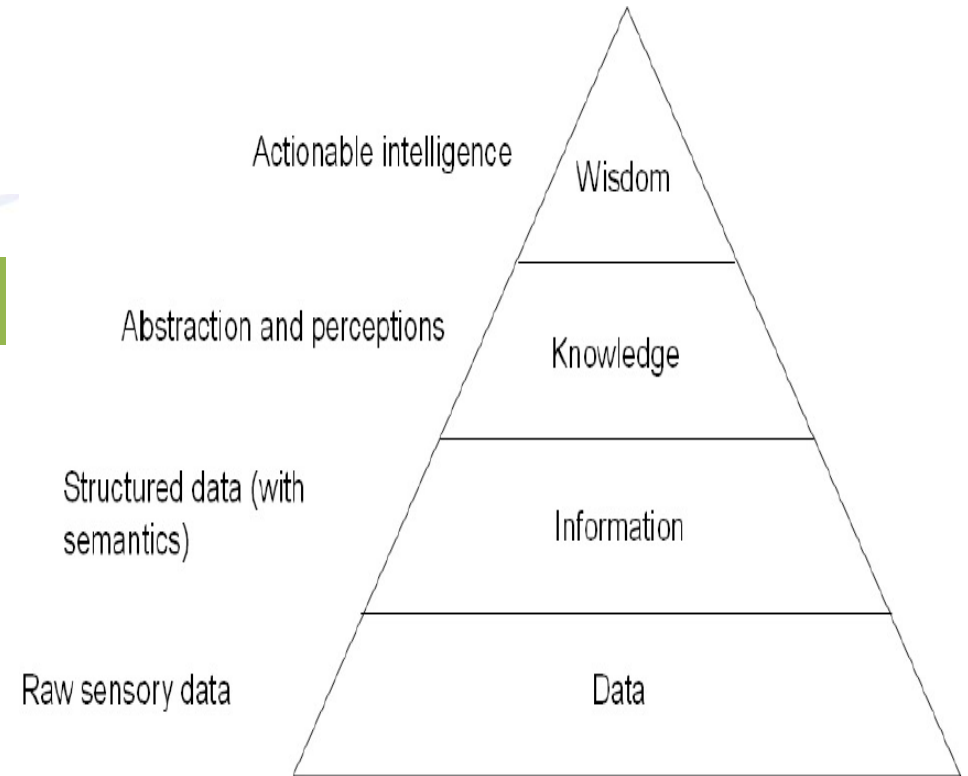 Actionable intelligence
Wisdom
Abstraction and perceptions
Knowledge
Structured data (with
semantics)
Information
Raw sensory data
Data